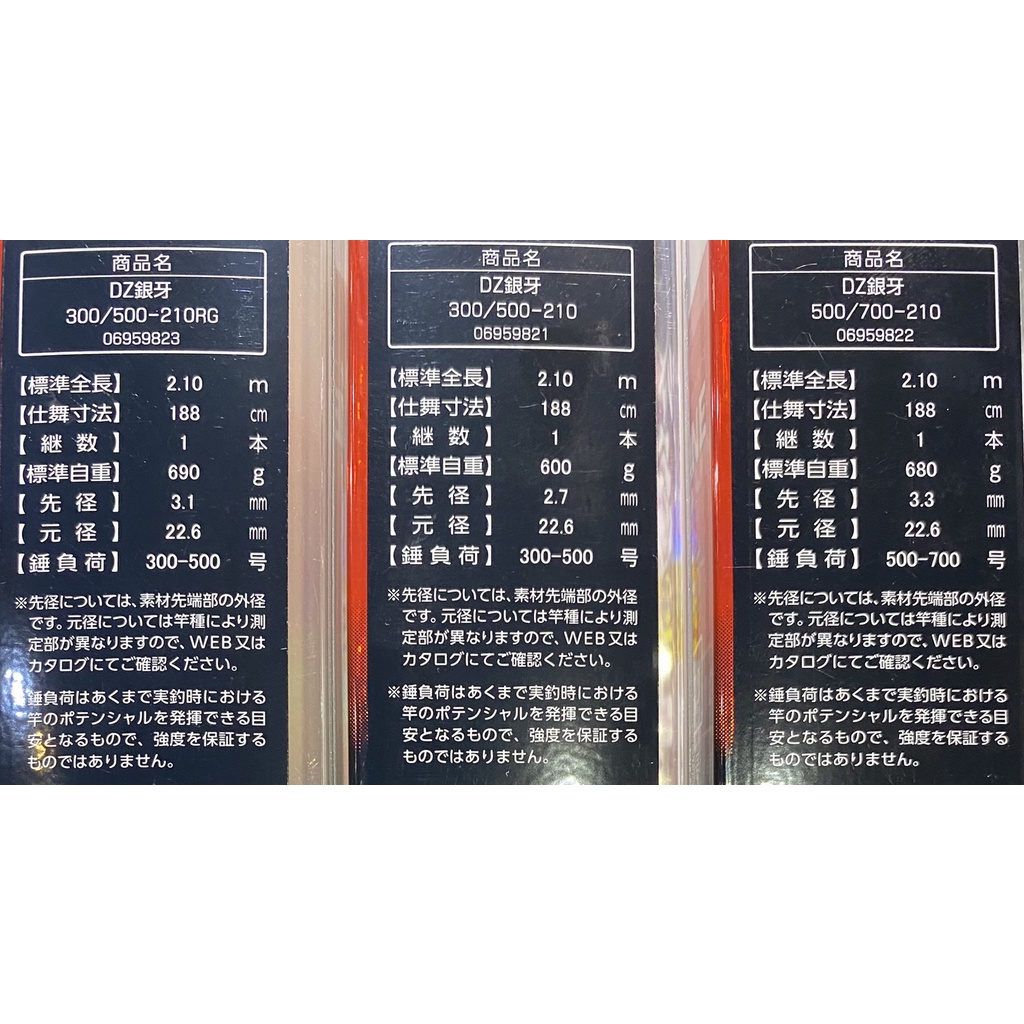 商品名
DZ銀牙
300/500-210RG
06959823
【標準全長】 2.10 m
【仕舞寸法】 188 cm
【継数】 1 本
【標準自重】 690 g
【先径】 3.1 mm
【元径】 22.6 mm
【錘負荷】 300-500 号
※先径については、素材先端部の外径
です。元径については竿種により測
定部が異なりますので、WEB又は
カタログにてご確認ください。
※錘負荷はあくまで実釣時における
竿のポテンシャルを発揮できる目
安となるもので、強度を保証する
ものではありません。
商品名
DZ銀牙
300/500-210
06959821
【標準全長】 2.10 m
【仕舞寸法】 188 cm
【継数】 1 本
【標準自重】 600 g
【先径】 2.7 mm
【元径】 22.6 mm
【錘負荷】 300-500 号
※先径については、素材先端部の外径
です。元径については竿種により測
定部が異なりますので、WEB又は
カタログにてご確認ください。
※錘負荷はあくまで実釣時における
竿のポテンシャルを発揮できる目
安となるもので、強度を保証する
ものではありません。
商品名
DZ銀牙
500/700-210
06959822
【標準全長】 2.10 m
【仕舞寸法】 188 cm
【継数】 1 本
【標準自重】 680 g
【先径】 3.3 mm
【元径】 22.6 mm
【錘負荷】 500-700 号
※先径については、素材先端部の外径
です。元径については竿種により測
定部が異なりますので、WEB又は
カタログにてご確認ください。
※錘負荷はあくまで実釣時における
竿のポテンシャルを発揮できる目
安となるもので、強度を保証する
ものではありません。